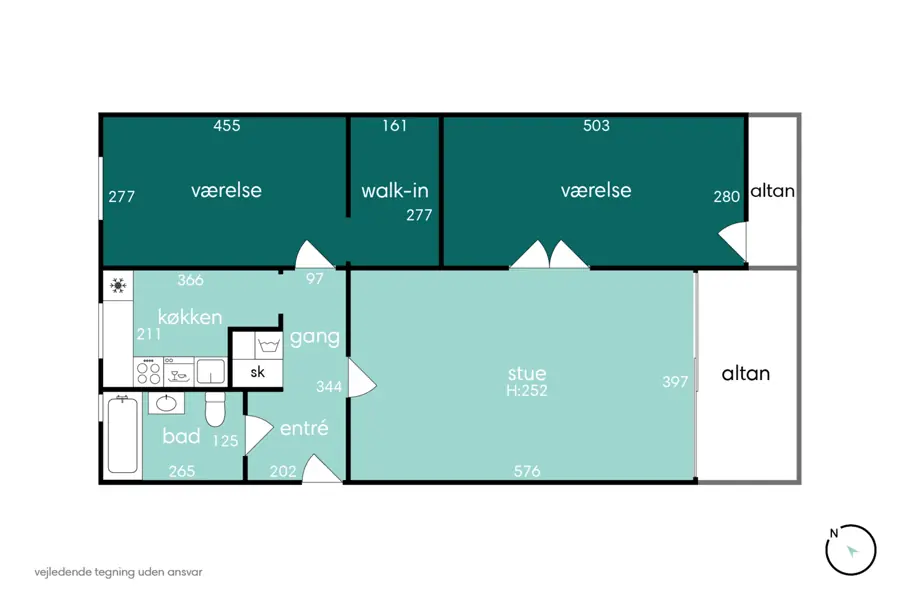 455
161
503
værelse
walk-in
værelse
altan
277
280
277
366
97
køkken
211
gang
sk
344
stue
H:252
397
altan
bad
125
entré
265
202
576
N
vejledende tegning uden ansvar